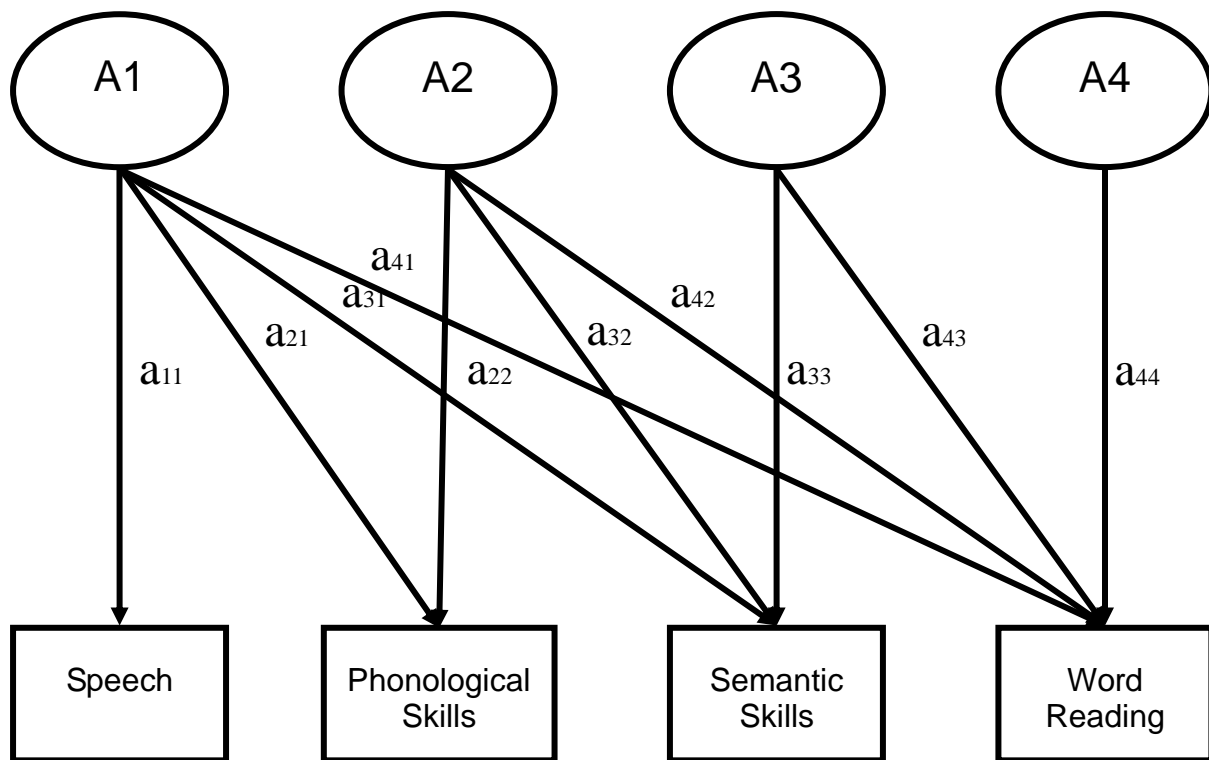 A1
A2
A3
A4
a41
a31
a42
a21
a32
a43
a11
a22
a33
a44
Speech
Phonological
Skills
Semantic
Skills
Word
Reading